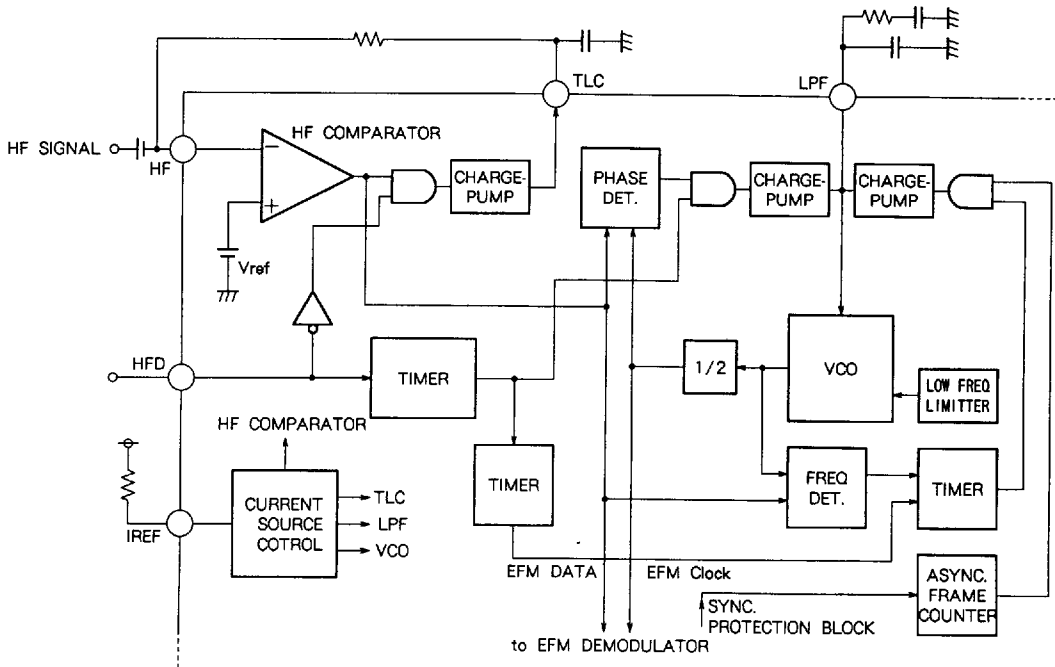 TLC
LPF
HF COMPARATOR
HF SIGNAL
HF
CHARGE-
PUMP
PHASE
DET.
CHARGE-
PUMP
CHARGE-
PUMP
Vref
HFD
TIMER
1/2
VCO
LOW FREQ
LIMITTER
HF COMPARATOR
TIMER
FREQ
DET.
TIMER
IREF
CURRENT
SOURCE
COTROL
TLC
LPF
VCO
EFM DATA
EFM Clock
ASYNC.
FRAME
COUNTER
SYNC.
PROTECTION BLOCK
to EFM DEMODULATOR